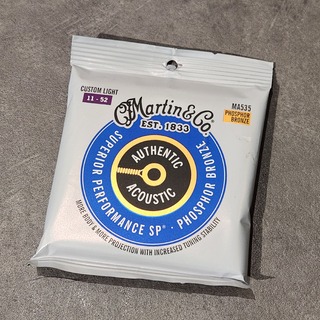 CUSTOM LIGHT
11 - 52
MA535
PHOSPHOR
BRONZE
Martin & Co.
EST. 1833
AUTHENTIC
ACOUSTIC
SUPERIOR PERFORMANCE SP® · PHOSPHOR BRONZE
MORE BODY & MORE PROJECTION WITH INCREASED TUNING STABILITY